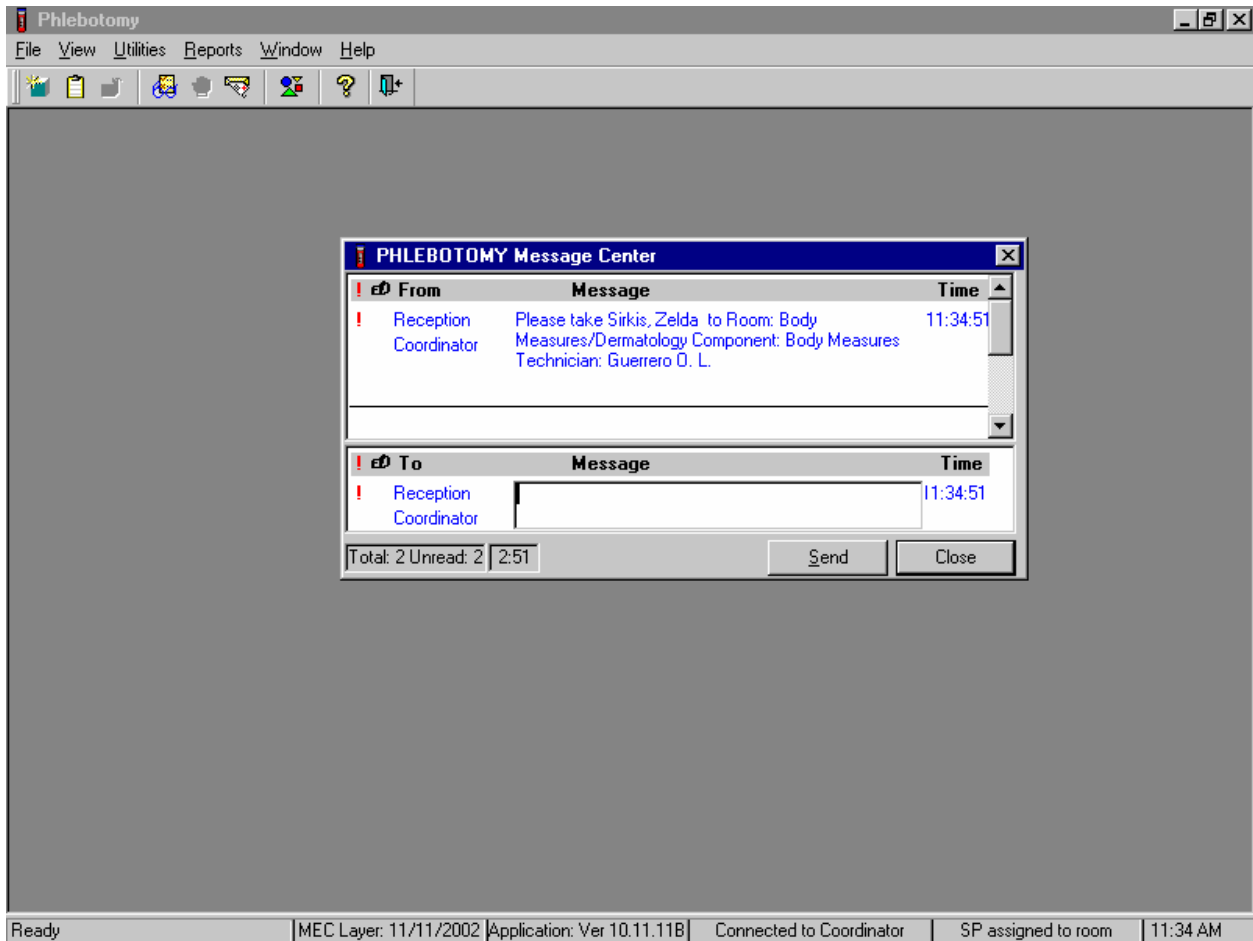 Phlebotomy
File View Utilities Reports Window Help
PHLEBOTOMY Message Center
! From Message Time
! Reception Please take Sirkis, Zelda to Room: Body 11:34:51
Coordinator Measures/Dermatology Component: Body Measures
Technician: Guerrero O. L.
! To Message Time
! Reception 11:34:51
Coordinator
Total: 2 Unread: 2 2:51 Send Close
Ready MEC Layer: 11/11/2002 Application: Ver 10.11.11B Connected to Coordinator SP assigned to room 11:34 AM